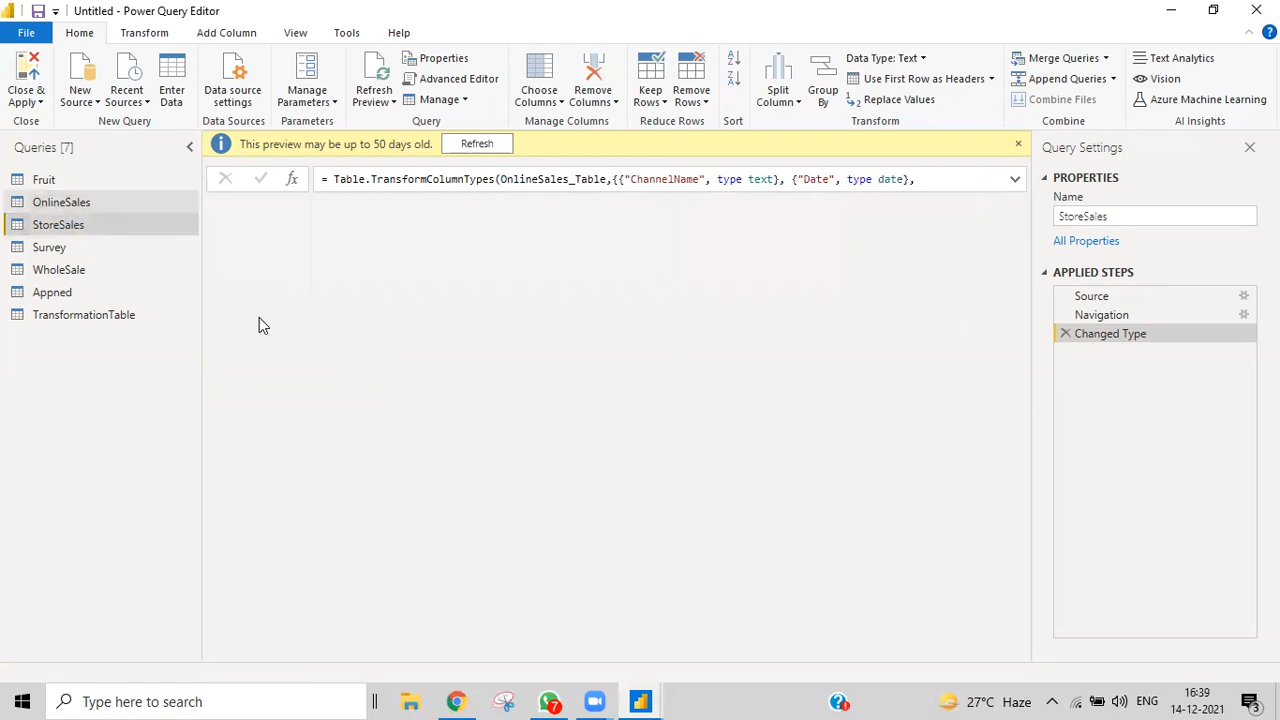 Untitled - Power Query Editor
File Home Transform Add Column View Tools Help
Close & Apply
New Source
Recent Sources
Enter Data
Data source settings
Manage Parameters
Refresh Preview
Properties
Advanced Editor
Manage
Choose Columns
Remove Columns
Keep Rows
Remove Rows
Split Column
Group By
Data Type: Text
Use First Row as Headers
Replace Values
Merge Queries
Append Queries
Combine Files
Text Analytics
Vision
Azure Machine Learning
Close New Query Data Sources Parameters Query Manage Columns Reduce Rows Sort Transform Combine AI Insights
Queries [7]
Fruit
OnlineSales
StoreSales
Survey
WholeSale
Appned
TransformationTable
This preview may be up to 50 days old. Refresh
fx = Table.TransformColumnTypes(OnlineSales_Table,{{"ChannelName", type text}, {"Date", type date},
Query Settings
PROPERTIES
Name
StoreSales
All Properties
APPLIED STEPS
Source
Navigation
Changed Type
Type here to search
7
27°C Haze
ENG
16:39
14-12-2021
3